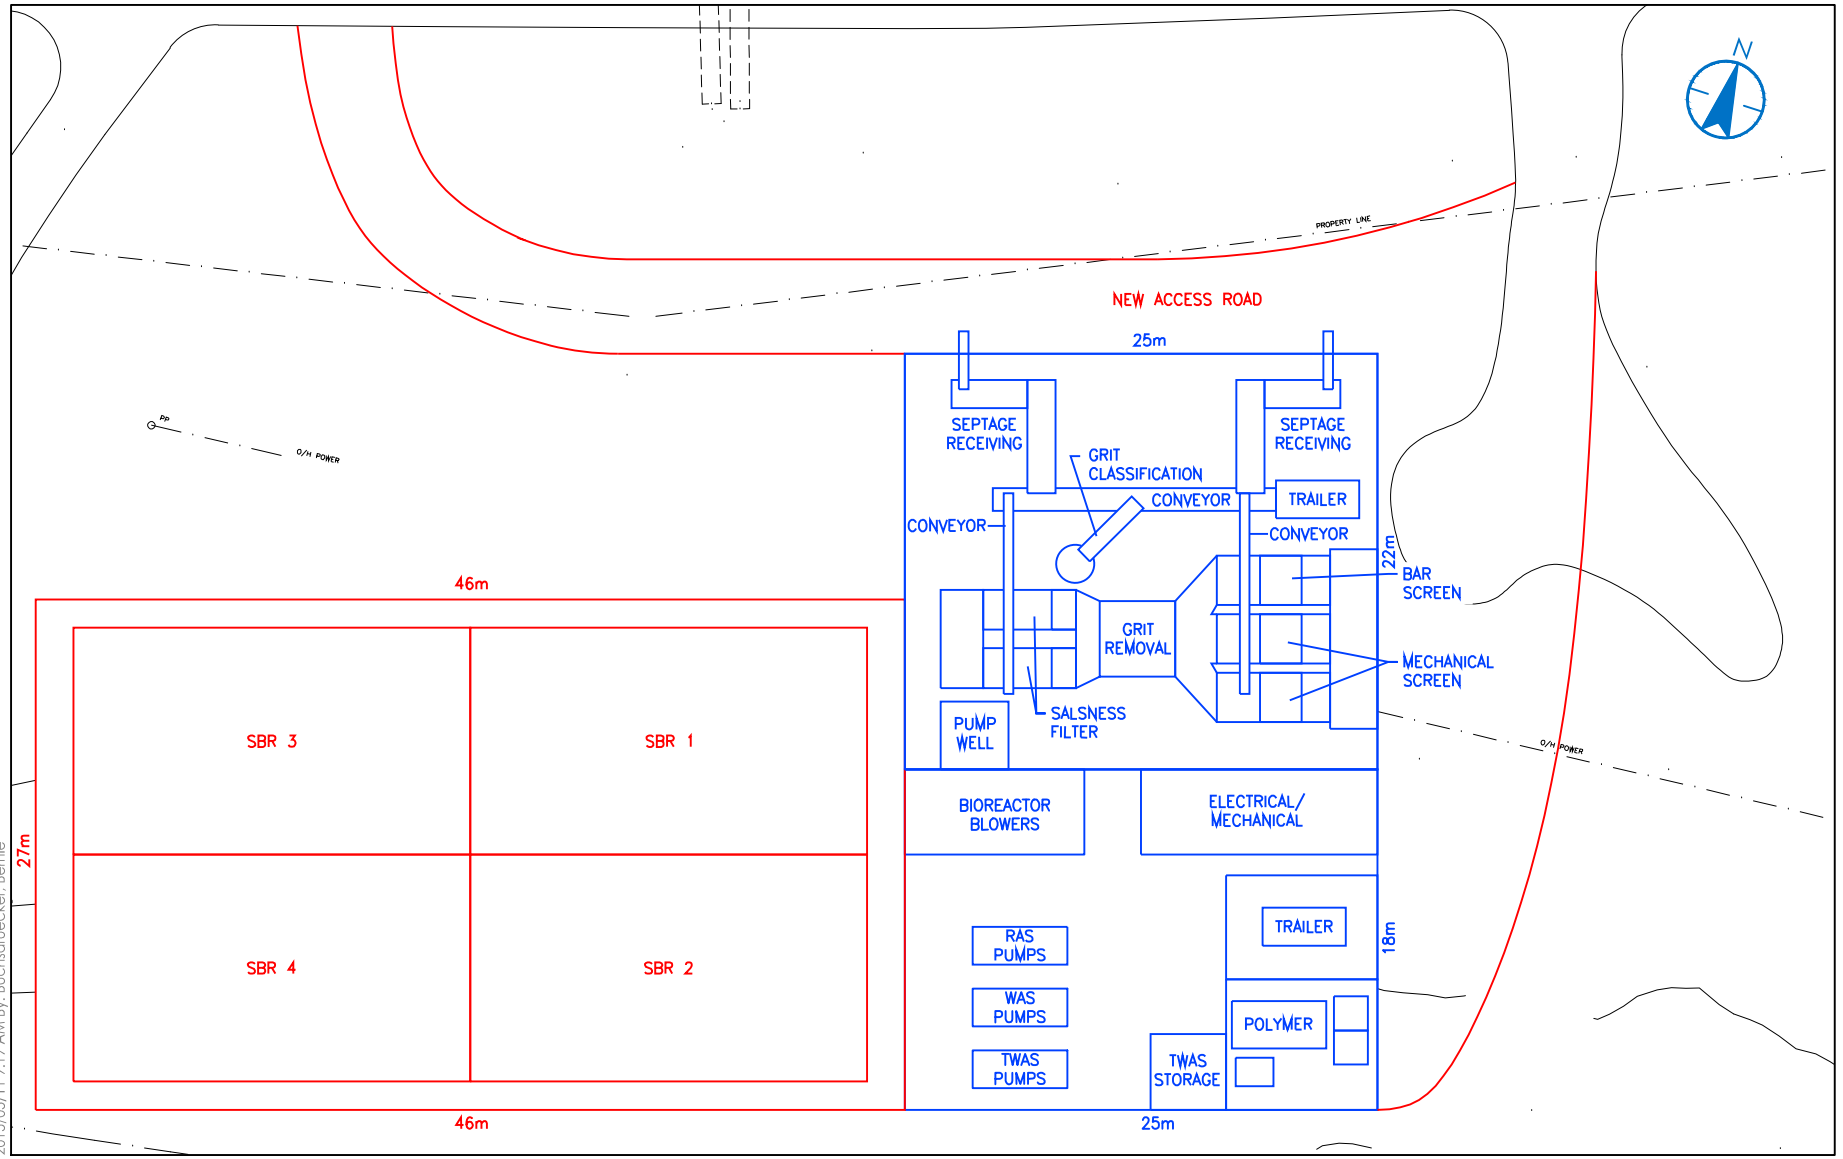 N
PROPERTY LINE
NEW ACCESS ROAD
25m
PP
O/H POWER
SEPTAGE
RECEIVING
SEPTAGE
RECEIVING
GRIT
CLASSIFICATION
CONVEYOR
TRAILER
CONVEYOR
CONVEYOR
22m
BAR
SCREEN
46m
GRIT
REMOVAL
MECHANICAL
SCREEN
SALSNESS
FILTER
PUMP
WELL
SBR 3
SBR 1
O/H POWER
BIOREACTOR
BLOWERS
ELECTRICAL/
MECHANICAL
27m
TRAILER
18m
RAS
PUMPS
SBR 4
SBR 2
WAS
PUMPS
POLYMER
TWAS
PUMPS
TWAS
STORAGE
46m
25m